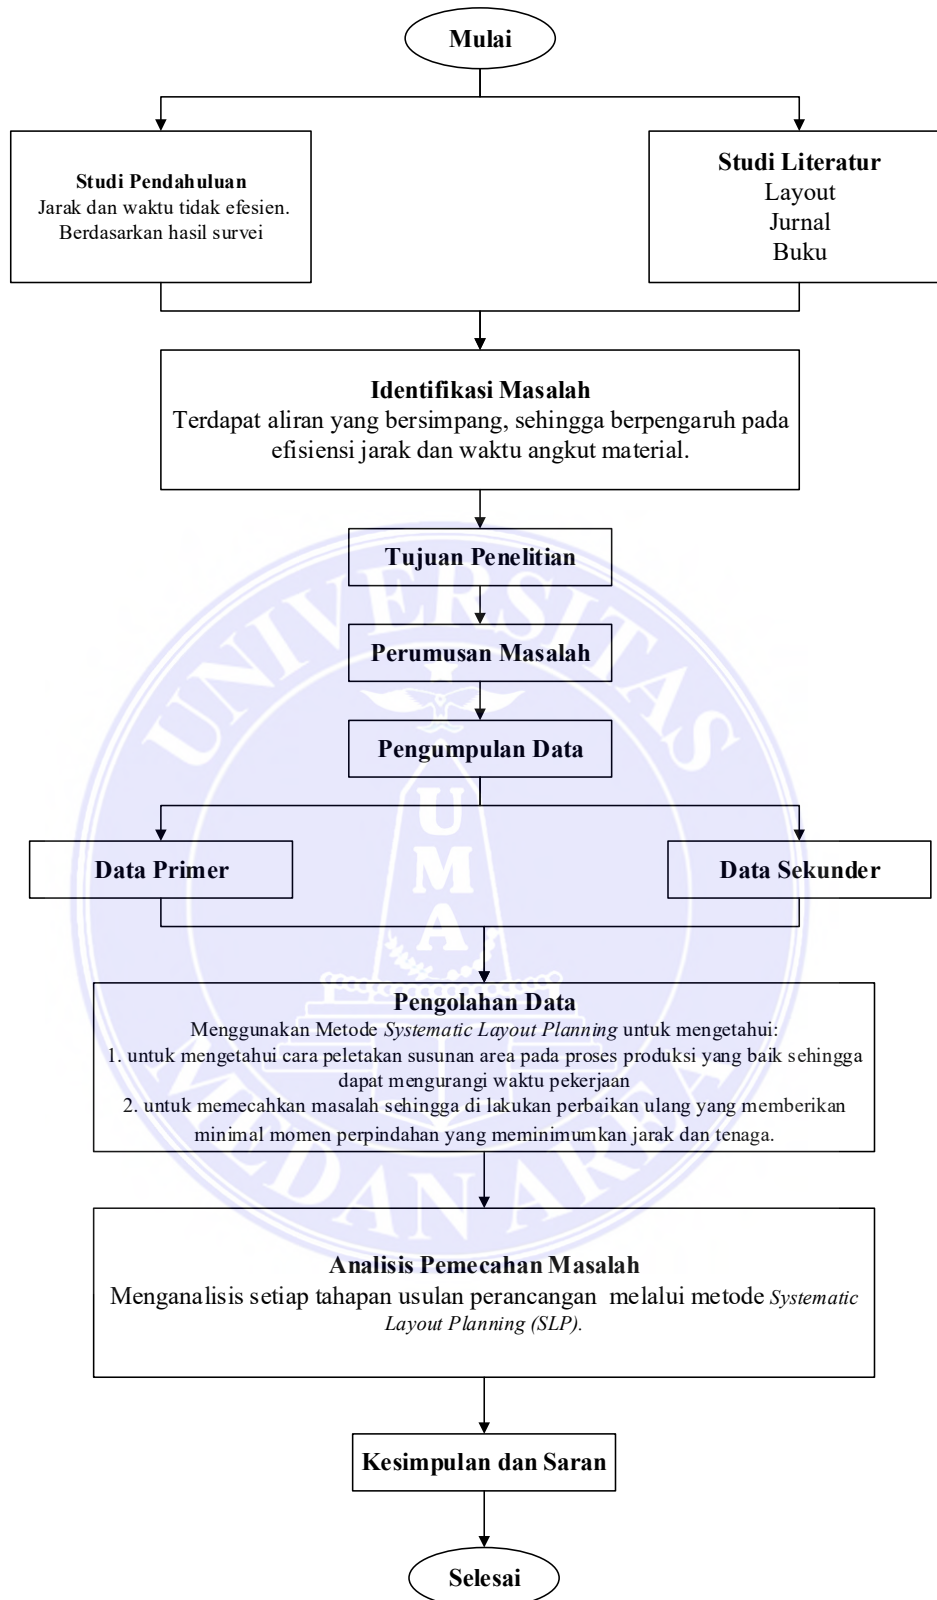 Mulai
Studi Pendahuluan
Jarak dan waktu tidak efesien.
Berdasarkan hasil survei
Studi Literatur
Layout
Jurnal
Buku
Identifikasi Masalah
Terdapat aliran yang bersimpang, sehingga berpengaruh pada
efisiensi jarak dan waktu angkut material.
Tujuan Penelitian
Perumusan Masalah
Pengumpulan Data
Data Primer
Data Sekunder
Pengolahan Data
Menggunakan Metode Systematic Layout Planning untuk mengetahui:
1. untuk mengetahui cara peletakan susunan area pada proses produksi yang baik sehingga
dapat mengurangi waktu pekerjaan
2. untuk memecahkan masalah sehingga di lakukan perbaikan ulang yang memberikan
minimal momen perpindahan yang meminimumkan jarak dan tenaga.
Analisis Pemecahan Masalah
Menganalisis setiap tahapan usulan perancangan melalui metode Systematic
Layout Planning (SLP).
Kesimpulan dan Saran
Selesai
UNIVERSITAS
UMA
MEDAN AREA